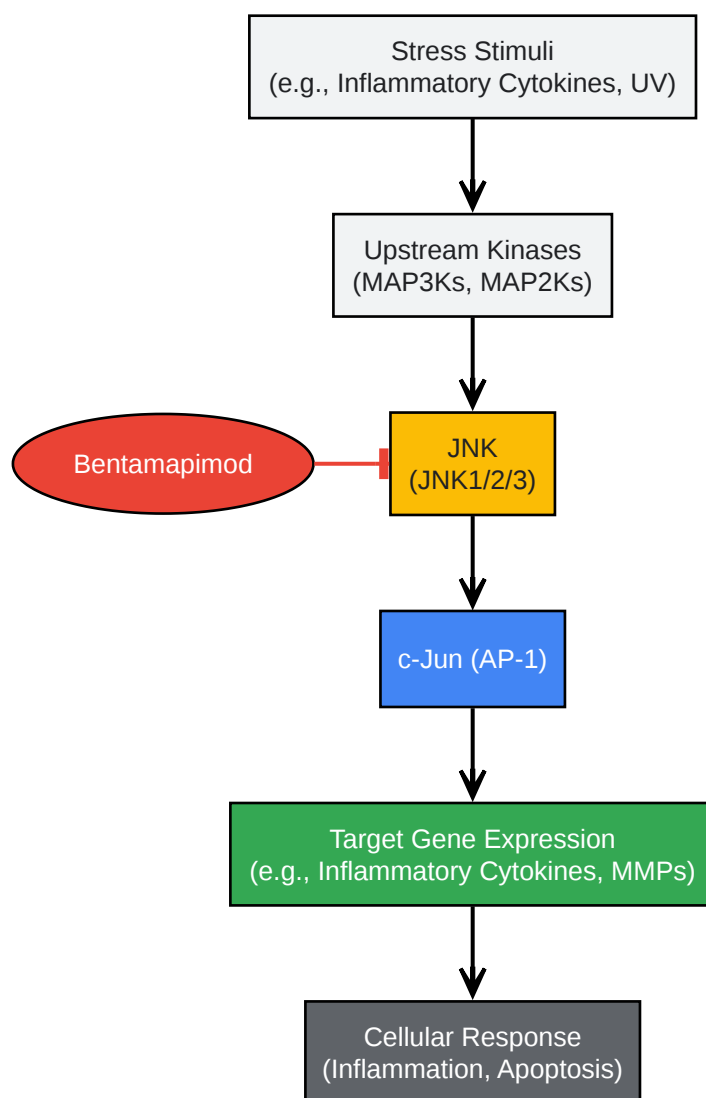 Stress Stimuli
(e.g., Inflammatory Cytokines, UV)
Upstream Kinases
(MAP3Ks, MAP2Ks)
Bentamapimod
JNK
(JNK1/2/3)
c-Jun (AP-1)
Target Gene Expression
(e.g., Inflammatory Cytokines, MMPs)
Cellular Response
(Inflammation, Apoptosis)